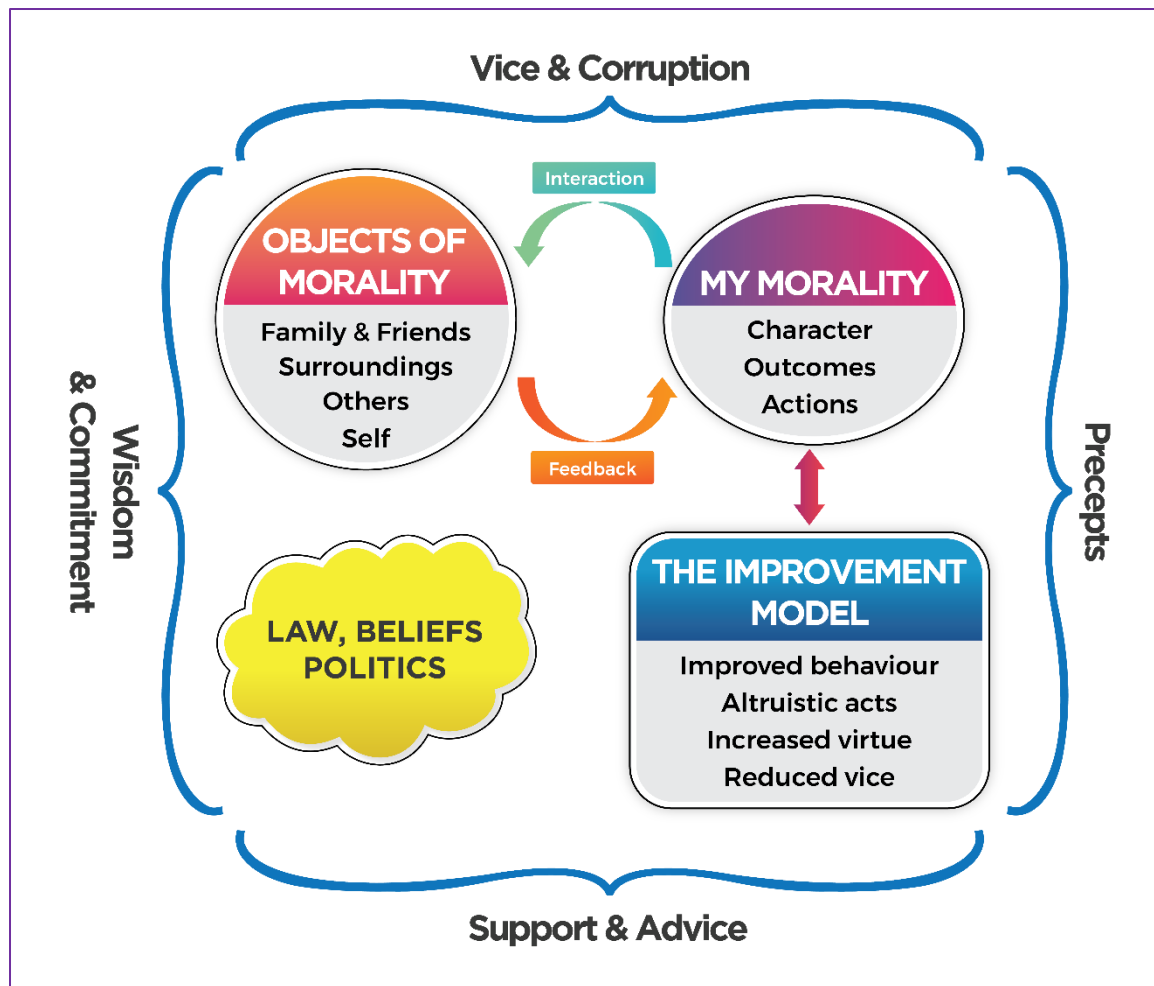 Vice & Corruption
Interaction
OBJECTS OF
MORALITY
Family & Friends
Surroundings
Others
Self
MY MORALITY
Character
Outcomes
Actions
Feedback
Wisdom
& Commitment
Precepts
LAW, BELIEFS
POLITICS
THE IMPROVEMENT
MODEL
Improved behaviour
Altruistic acts
Increased virtue
Reduced vice
Support & Advice